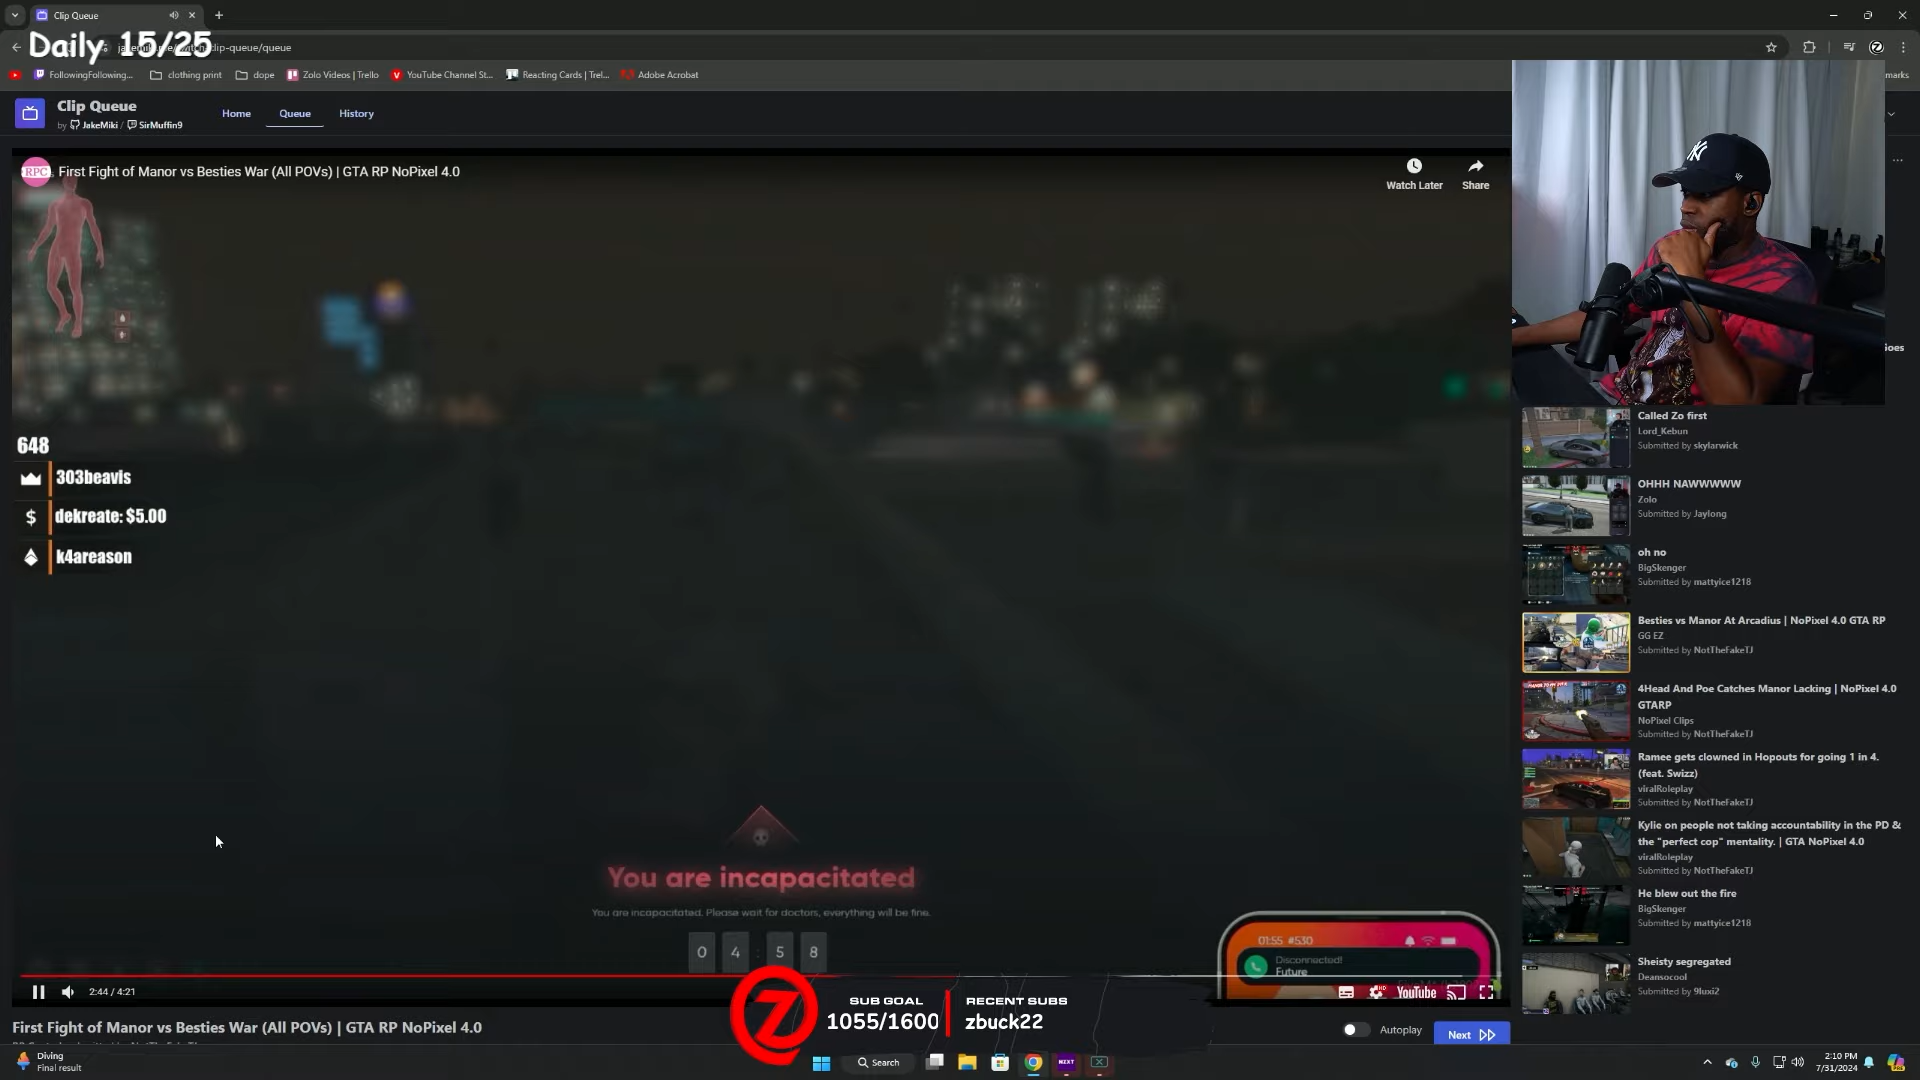 Clip Queue
Daily 15/25
clip-queue/queue
FollowingFollowing...
clothing print
dope
Zolo Videos | Trello
YouTube Channel St...
Reacting Cards | Trel...
Adobe Acrobat
Clip Queue
by JakeMiki / SirMuffin9
Home
Queue
History
RPC
First Fight of Manor vs Besties War (All POVs) | GTA RP NoPixel 4.0
Watch Later
Share
648
303beavis
dekreate: $5.00
k4areason
You are incapacitated
You are incapacitated. Please wait for doctors, everything will be fine.
0 4 : 5 8
01:55 #530
Disconnected!
Future
2:44 / 4:21
YouTube
First Fight of Manor vs Besties War (All POVs) | GTA RP NoPixel 4.0
Autoplay
Next
SUB GOAL
1055/1600
RECENT SUBS
zbuck22
Called Zo first
Lord_Kebun
Submitted by skylarwick
OHHH NAWWWWW
Zolo
Submitted by Jaylong
oh no
BigSkenger
Submitted by mattyice1218
Besties vs Manor At Arcadius | NoPixel 4.0 GTA RP
GG EZ
Submitted by NotTheFakeTJ
4Head And Poe Catches Manor Lacking | NoPixel 4.0
GTARP
NoPixel Clips
Submitted by NotTheFakeTJ
Ramee gets clowned in Hopouts for going 1 in 4.
(feat. Swizz)
viralRoleplay
Submitted by NotTheFakeTJ
Kylie on people not taking accountability in the PD &
the "perfect cop" mentality. | GTA NoPixel 4.0
viralRoleplay
Submitted by NotTheFakeTJ
He blew out the fire
BigSkenger
Submitted by mattyice1218
Sheisty segregated
Deansocool
Submitted by 9luxi2
Diving
Final result
Search
2:10 PM
7/31/2024